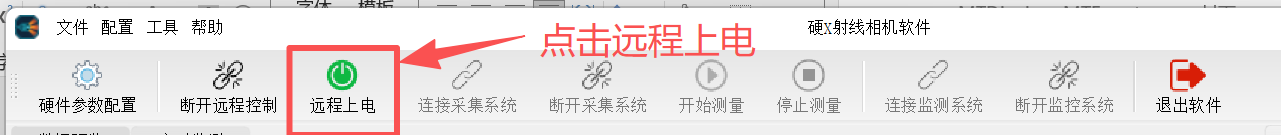 文件 配置 工具 帮助
硬X射线相机软件
点击远程上电
硬件参数配置
断开远程控制
远程上电
连接采集系统
断开采集系统
开始测量
停止测量
连接监测系统
断开监控系统
退出软件